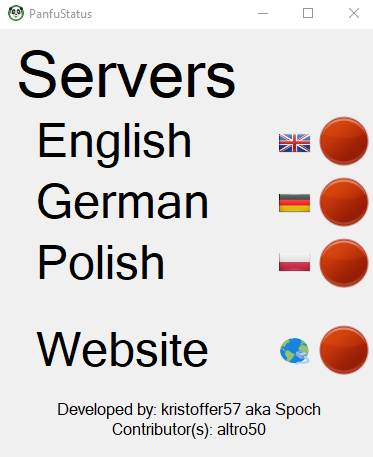 PanfuStatus
Servers
English
German
Polish
Website
Developed by: kristoffer57 aka Spoch
Contributor(s): altro50